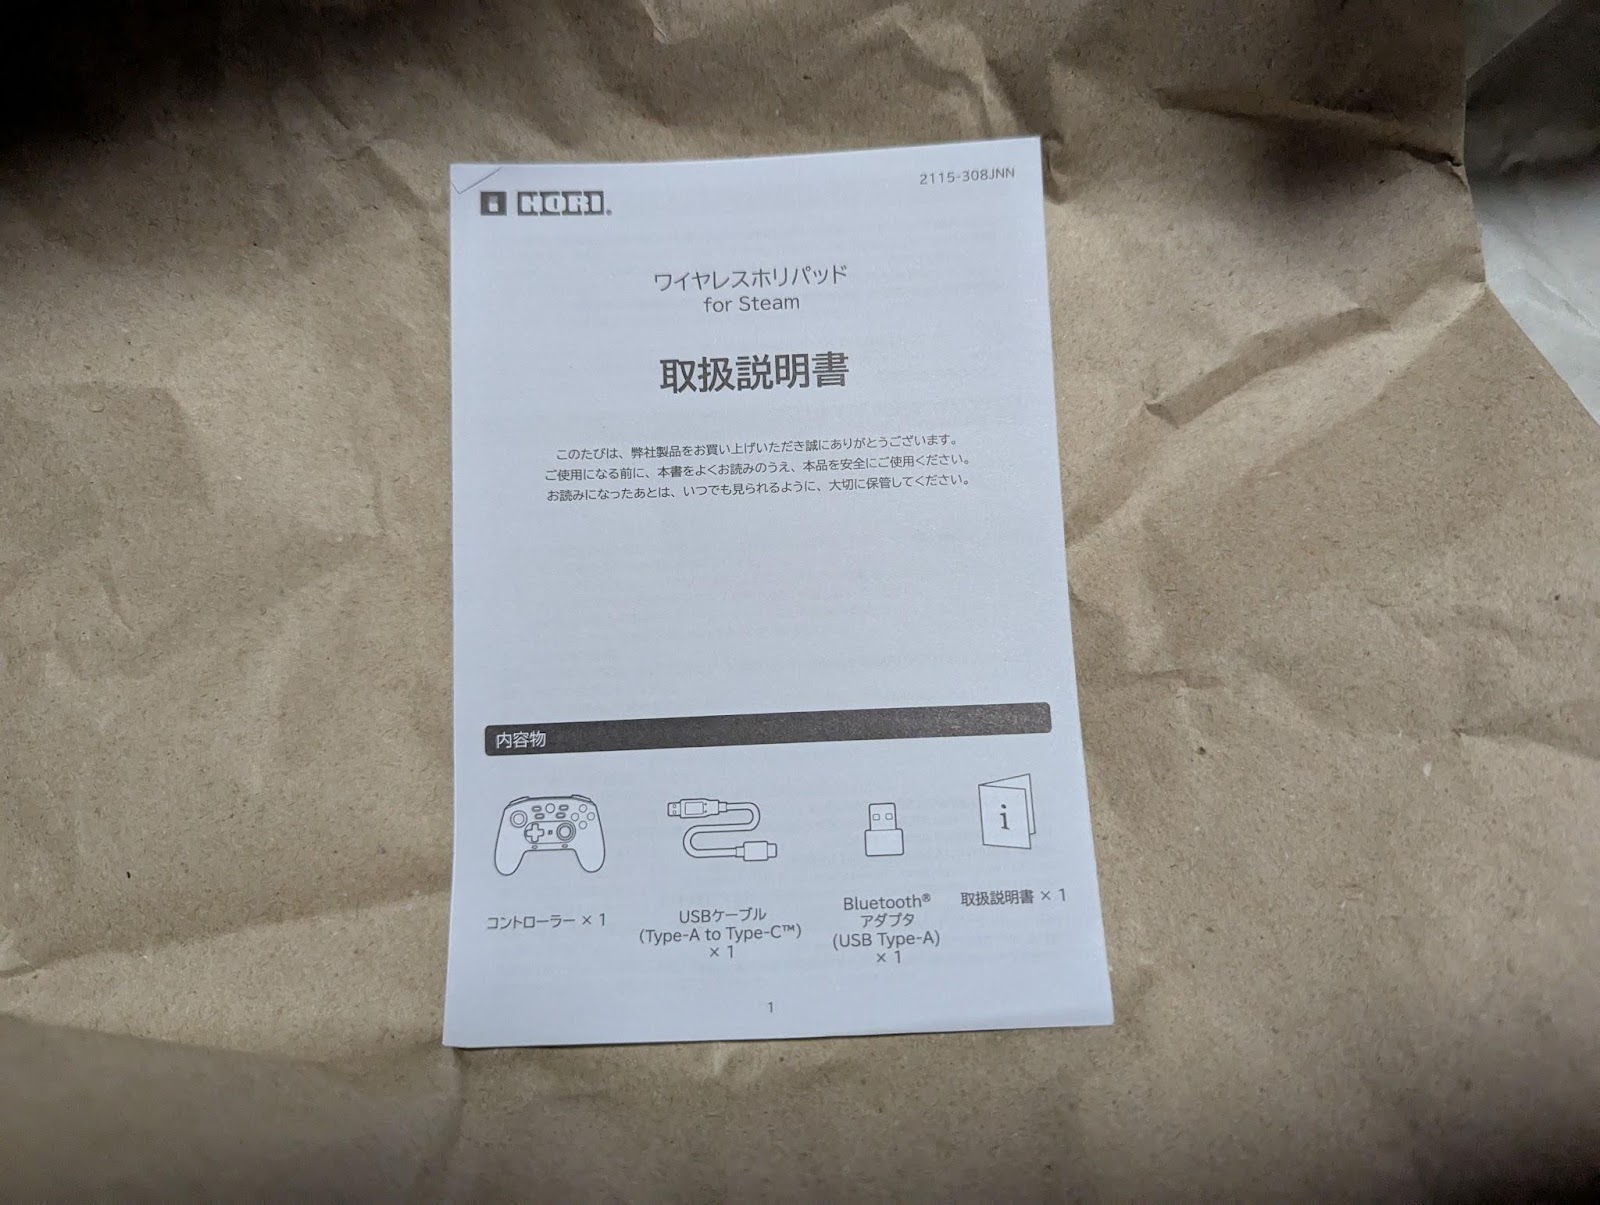 HORI®
2115-308JNN
ワイヤレスホリパッド
for Steam
取扱説明書
このたびは、弊社製品をお買い上げいただき誠にありがとうございます。
ご使用になる前に、本書をよくお読みのうえ、本品を安全にご使用ください。
お読みになったあとは、いつでも見られるように、大切に保管してください。
内容物
i
コントローラー × 1
USBケーブル
(Type-A to Type-C™)
× 1
Bluetooth®
アダプタ
(USB Type-A)
× 1
取扱説明書 × 1
1